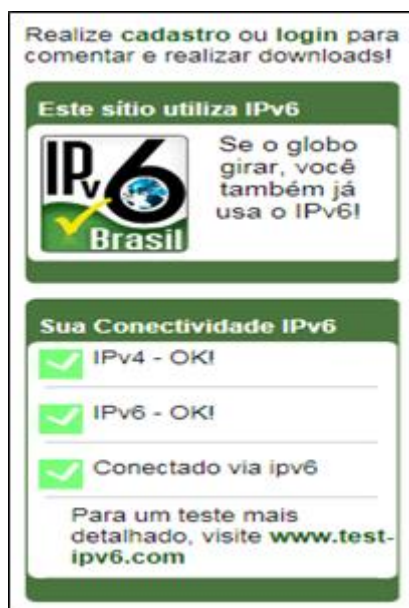 Realize cadastro ou login para
comentar e realizar downloads!
Este sítio utiliza IPv6
IPv6
Brasil
Se o globo
girar, você
também já
usa o IPv6!
Sua Conectividade IPv6
IPv4 - OK!
IPv6 - OK!
Conectado via ipv6
Para um teste mais
detalhado, visite www.test-
ipv6.com